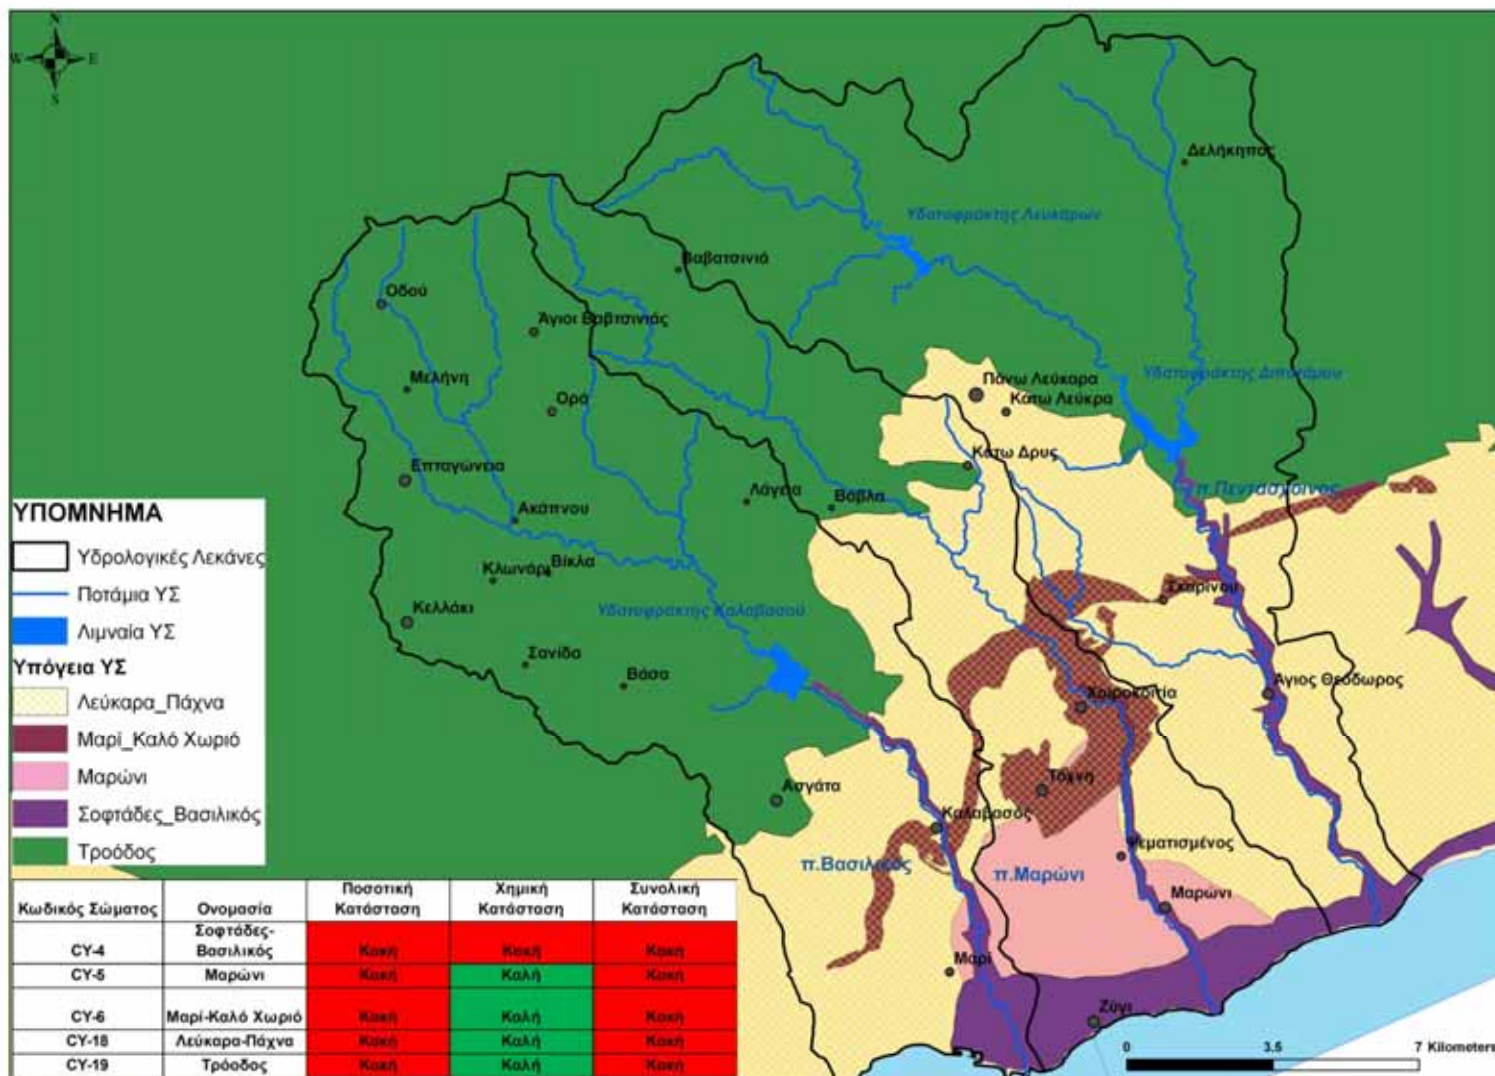 N
W E
S
Δελήκηπος
Υδατοφράκτης Λευκάρων
Βαβατσινιά
Οδού
Άγιοι Βαβτσινιάς
Μελήνη
Ορά
Πάνω Λεύκαρα
Υδατοφράκτης Διποτάμου
Κάτω Λεύκρα
Κάτω Δρυς
Επταγώνεια
Λάγεια
Βάβλα
π.Πεντάσχοινος
Ακάπνου
Κλωνάρι
Βίκλα
Σκαρίνου
Υδατοφράκτης Καλαβασού
Κελλάκι
Σανίδα
Βάσα
Άγιος Θεόδωρος
Χοιροκοιτία
Ασγάτα
Τόχνη
Καλαβασός
Ψεματισμένος
π.Βασιλικός
π.Μαρώνι
Μαρώνι
Μαρί
Ζύγι
ΥΠΟΜΝΗΜΑ
Υδρολογικές Λεκάνες
Ποτάμια ΥΣ
Λιμναία ΥΣ
Υπόγεια ΥΣ
Λεύκαρα_Πάχνα
Μαρί_Καλό Χωριό
Μαρώνι
Σοφτάδες_Βασιλικός
Τροόδος
Κωδικός Σώματος Ονομασία Ποσοτική Κατάσταση Χημική Κατάσταση Συνολική Κατάσταση
CY-4 Σοφτάδες-Βασιλικός Κακή Κακή Κακή
CY-5 Μαρώνι Κακή Καλή Κακή
CY-6 Μαρί-Καλό Χωριό Κακή Καλή Κακή
CY-18 Λεύκαρα-Πάχνα Κακή Καλή Κακή
CY-19 Τρόοδος Κακή Καλή Κακή
0 3.5 7 Kilometers